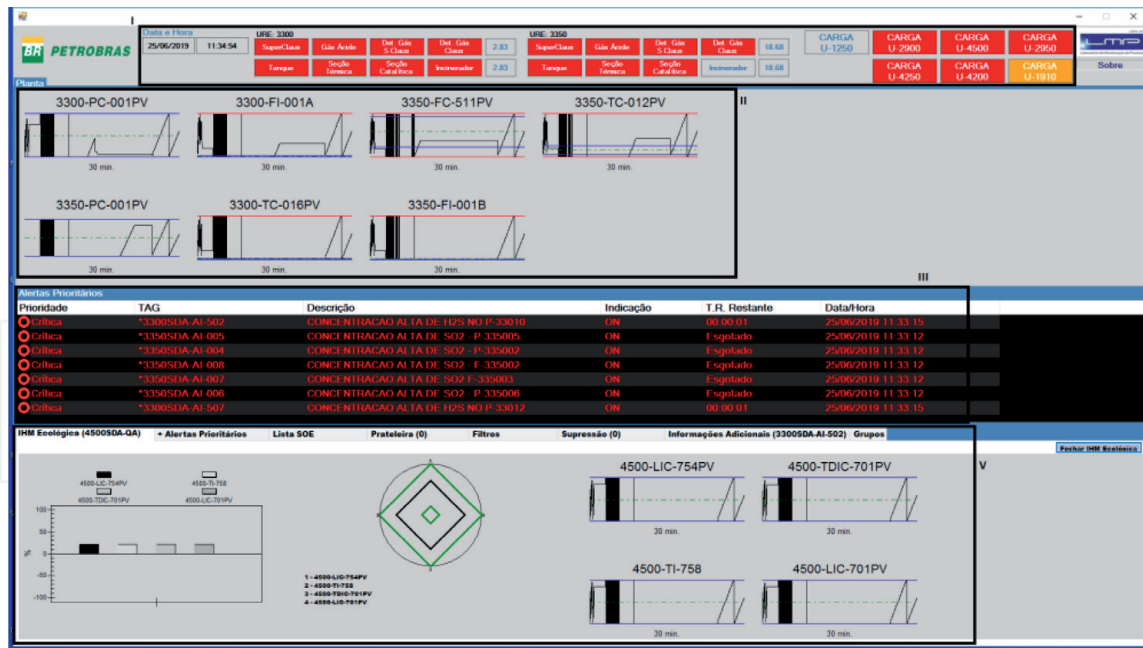 I
BR PETROBRAS
Data e Hora
25/06/2019 11:34:54
URE: 3300
SuperClaus Gás Ácido Det. Gás S.Claus Det. Gás Claus 2.83
Tanque Seção Térmica Seção Catalítica Incinerador 2.83
URE: 3350
SuperClaus Gás Ácido Det. Gás S.Claus Det. Gás Claus 18.68
Tanque Seção Térmica Seção Catalítica Incinerador 18.68
CARGA U-1250 CARGA U-2900 CARGA U-4500 CARGA U-2950
CARGA U-4250 CARGA U-4200 CARGA U-1910
LMP
Sobre
Planta
3300-PC-001PV 3300-FI-001A 3350-FC-511PV 3350-TC-012PV
II
30 min. 30 min. 30 min. 30 min.
3350-PC-001PV 3300-TC-016PV 3350-FI-001B
30 min. 30 min. 30 min.
III
Alertas Prioritários
Prioridade TAG Descrição Indicação T.R. Restante Data/Hora
Crítica *3300SDA-AI-502 CONCENTRACAO ALTA DE H2S NO P-33010 ON 00:00:01 25/06/2019 11:33:15
Crítica *3350SDA-AI-005 CONCENTRACAO ALTA DE SO2 - P-335005 ON Esgotado 25/06/2019 11:33:12
Crítica *3350SDA-AI-004 CONCENTRACAO ALTA DE SO2 - P-335002 ON Esgotado 25/06/2019 11:33:12
Crítica *3350SDA-AI-008 CONCENTRACAO ALTA DE SO2 - F-335002 ON Esgotado 25/06/2019 11:33:12
Crítica *3350SDA-AI-007 CONCENTRACAO ALTA DE SO2 F-335003 ON Esgotado 25/06/2019 11:33:12
Crítica *3350SDA-AI-006 CONCENTRACAO ALTA DE SO2 - P-335006 ON Esgotado 25/06/2019 11:33:12
Crítica *3300SDA-AI-507 CONCENTRACAO ALTA DE H2S NO P-33012 ON 00:00:01 25/06/2019 11:33:15
IHM Ecológica (4500SDA-QA) + Alertas Prioritários Lista SOE Prateleira (0) Filtros Supressão (0) Informações Adicionais (3300SDA-AI-502) Grupos
Fechar IHM Ecológica
V
4500-LIC-754PV 4500-TI-758
4500-TDIC-701PV 4500-LIC-701PV
100
50
0
-50
-100
%
1 - 4500-LIC-754PV
2 - 4500-TI-758
3 - 4500-TDIC-701PV
4 - 4500-LIC-701PV
4500-LIC-754PV 4500-TDIC-701PV
30 min. 30 min.
4500-TI-758 4500-LIC-701PV
30 min. 30 min.